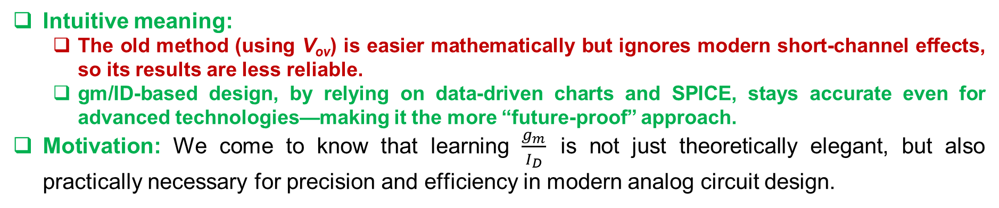 ❑ Intuitive meaning:
❑ The old method (using Vov) is easier mathematically but ignores modern short-channel effects,
so its results are less reliable.
❑ gm/ID-based design, by relying on data-driven charts and SPICE, stays accurate even for
advanced technologies—making it the more “future-proof” approach.
❑ Motivation: We come to know that learning gm/ID is not just theoretically elegant, but also
practically necessary for precision and efficiency in modern analog circuit design.